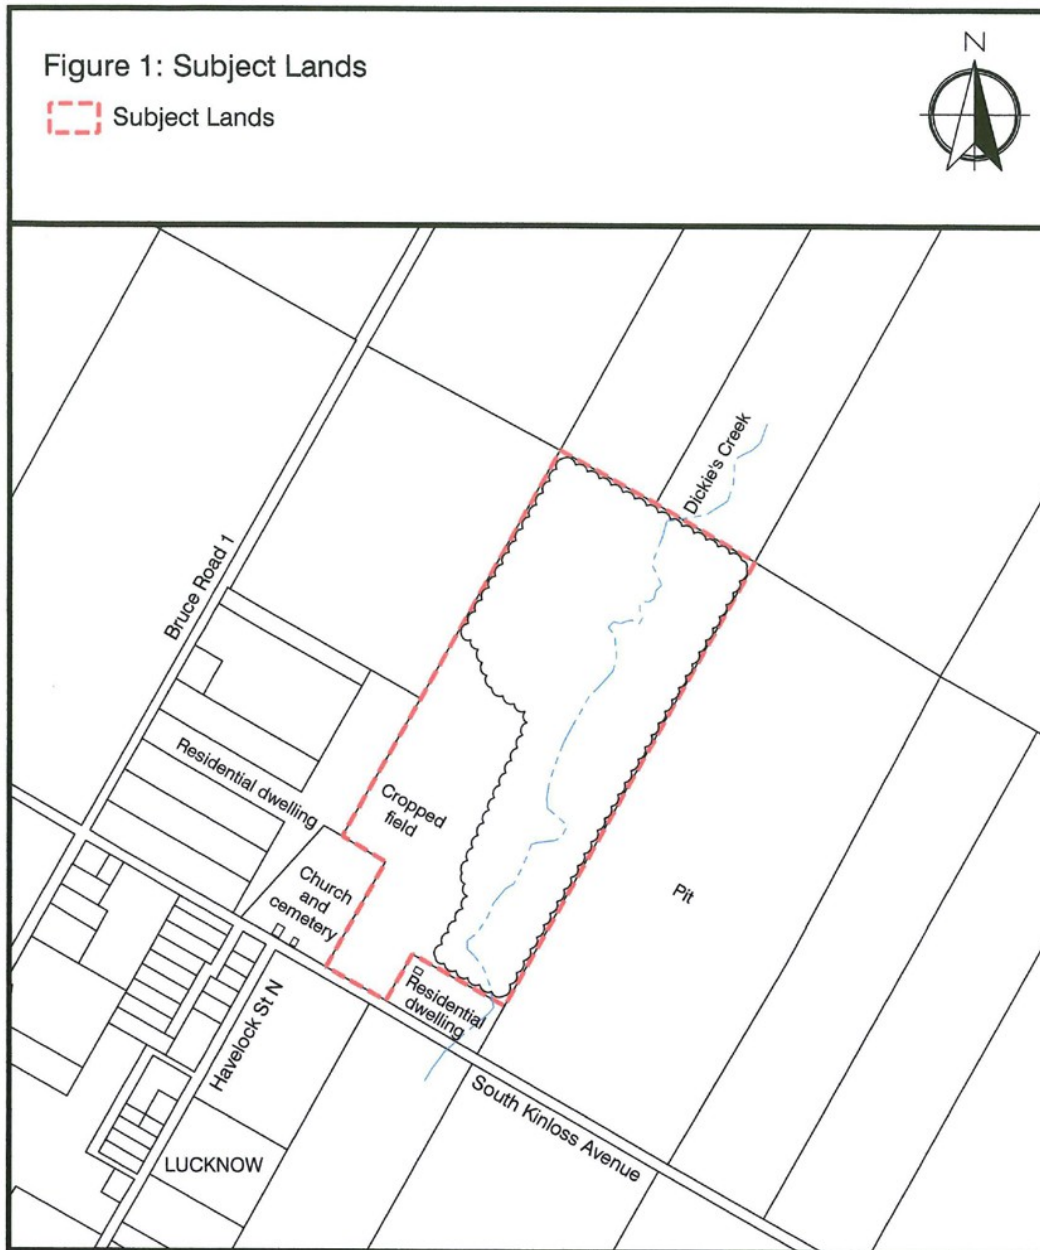 Figure 1: Subject Lands
Subject Lands
N
Dickie's Creek
Bruce Road 1
Residential dwelling
Cropped
field
Church
and
cemetery
Pit
Residential
dwelling
Havelock St N
South Kinloss Avenue
LUCKNOW